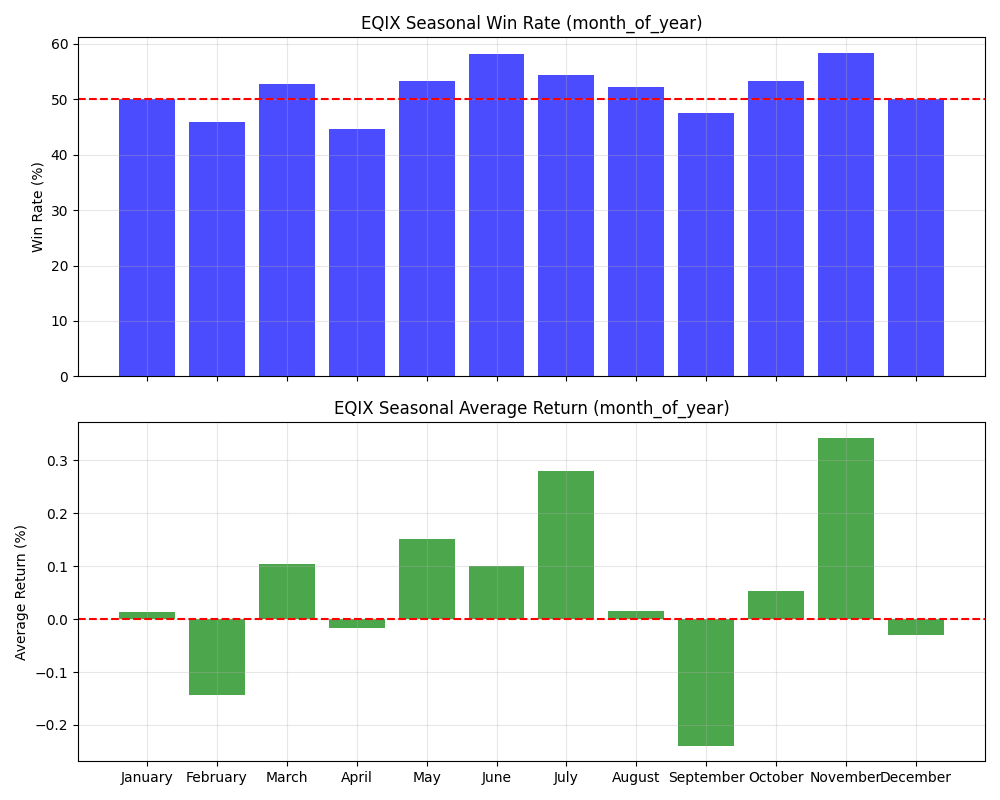 EQIX Seasonal Win Rate (month_of_year)
60
50
40
30
20
10
0
Win Rate (%)
EQIX Seasonal Average Return (month_of_year)
0.3
0.2
0.1
0.0
−0.1
−0.2
Average Return (%)
January February March April May June July August September October November December